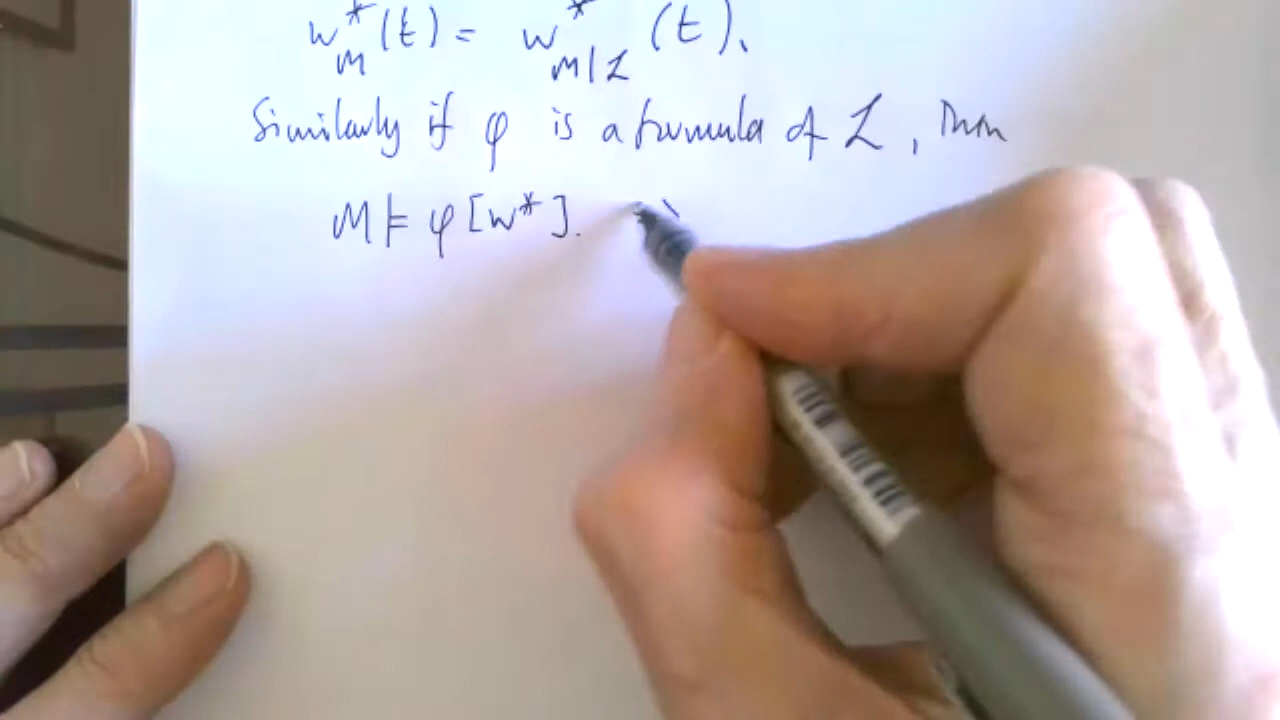 w*_M(t) = w*_{M|L}(t).
Similarly if φ is a formula of L, then
M ⊨ φ[w*].